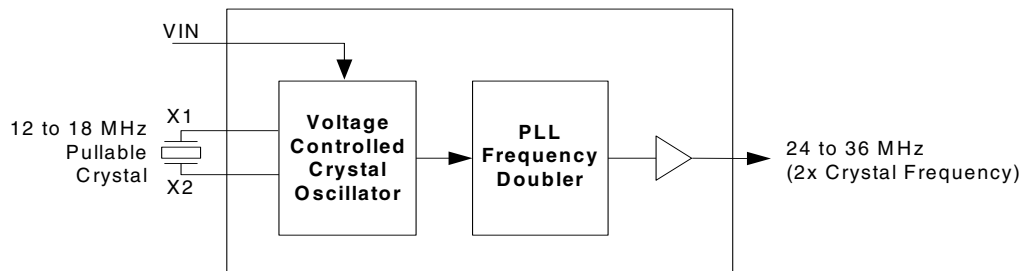 VIN
X1
12 to 18 MHz
Pullable
Crystal
X2
Voltage
Controlled
Crystal
Oscillator
PLL
Frequency
Doubler
24 to 36 MHz
(2x Crystal Frequency)